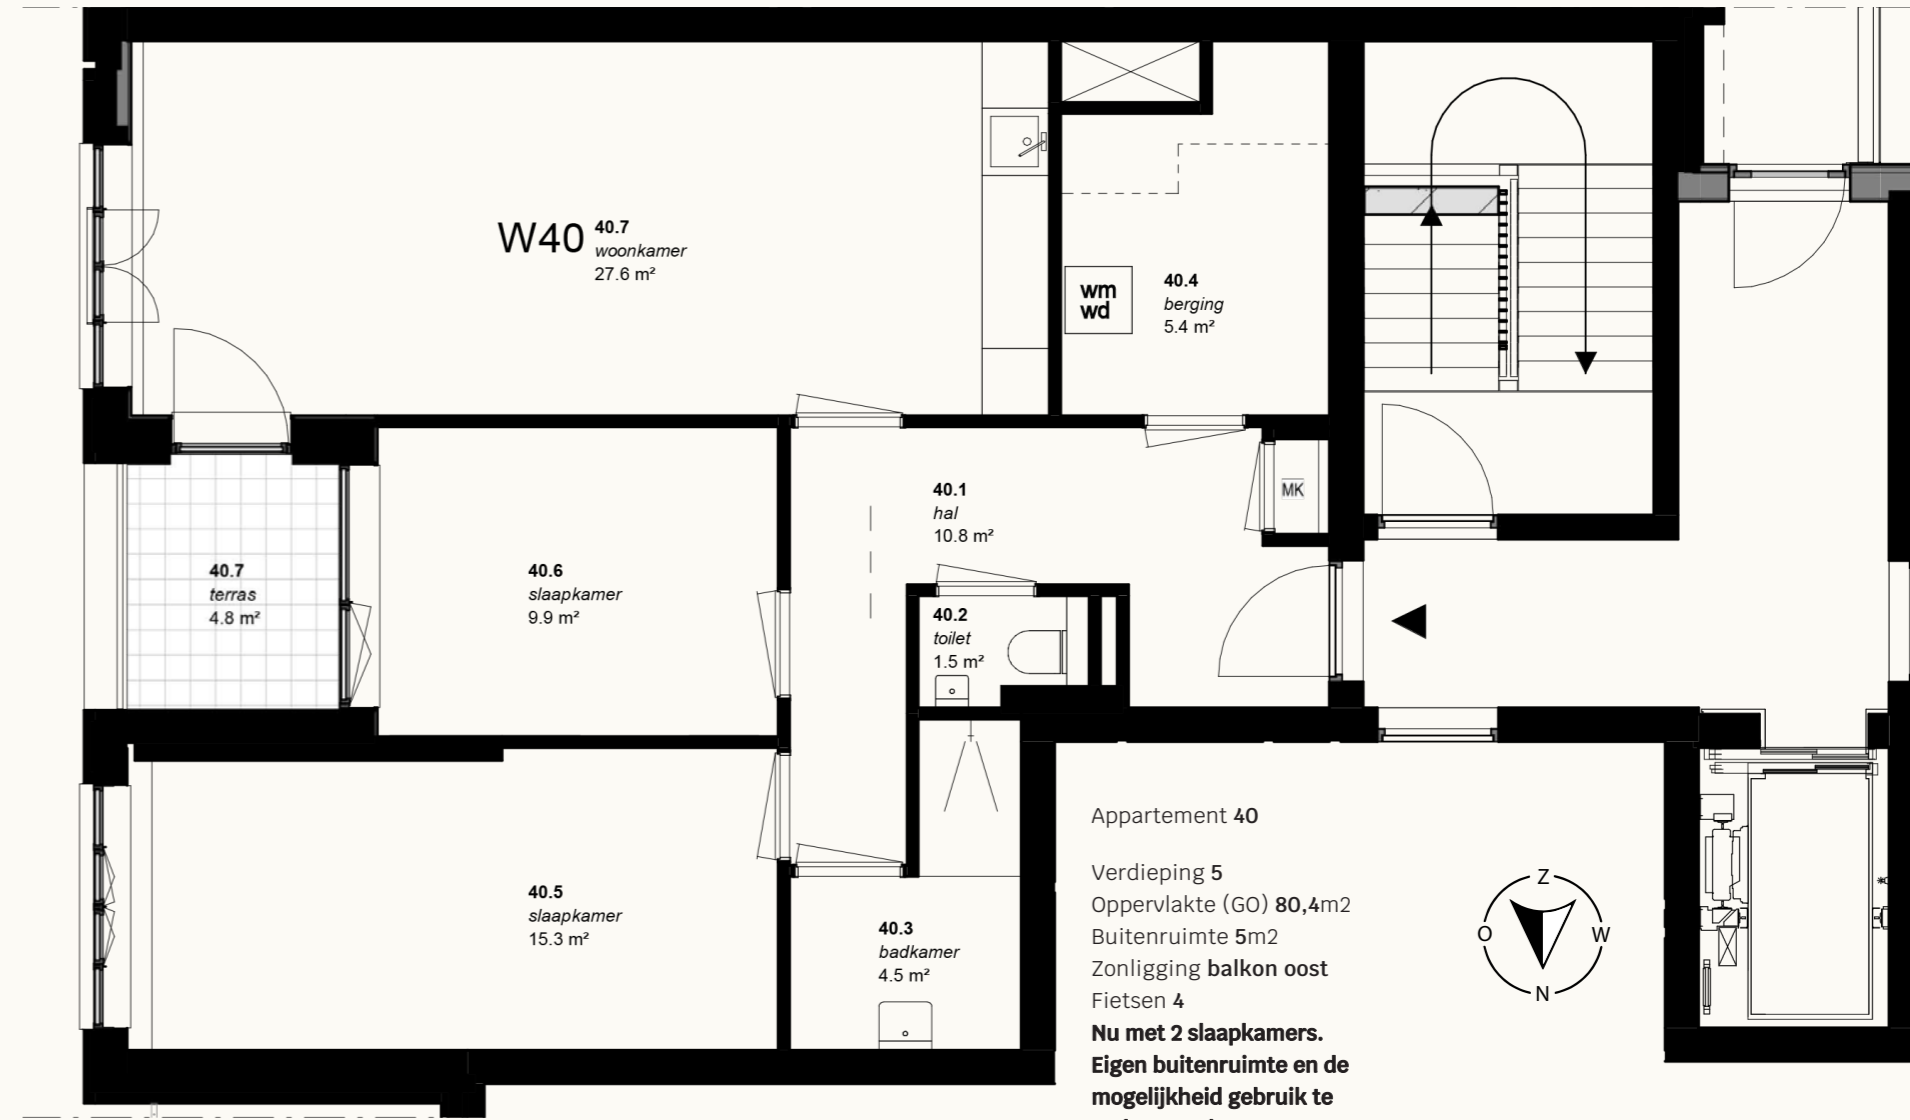 W40
40.7
woonkamer
27.6 m²
wm
wd
40.4
berging
5.4 m²
MK
40.1
hal
10.8 m²
40.7
terras
4.8 m²
40.6
slaapkamer
9.9 m²
40.2
toilet
1.5 m²
40.5
slaapkamer
15.3 m²
40.3
badkamer
4.5 m²
Appartement 40
Verdieping 5
Oppervlakte (GO) 80,4m2
Buitenruimte 5m2
Zonligging balkon oost
Fietsen 4
Nu met 2 slaapkamers.
Eigen buitenruimte en de
mogelijkheid gebruik te
Z
O
W
N